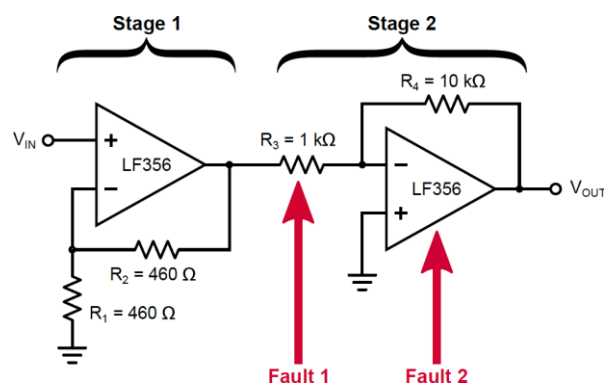 Stage 1
Stage 2
R4 = 10 kΩ
R3 = 1 kΩ
VIN
+
LF356
−
−
LF356
+
VOUT
R2 = 460 Ω
R1 = 460 Ω
Fault 1
Fault 2